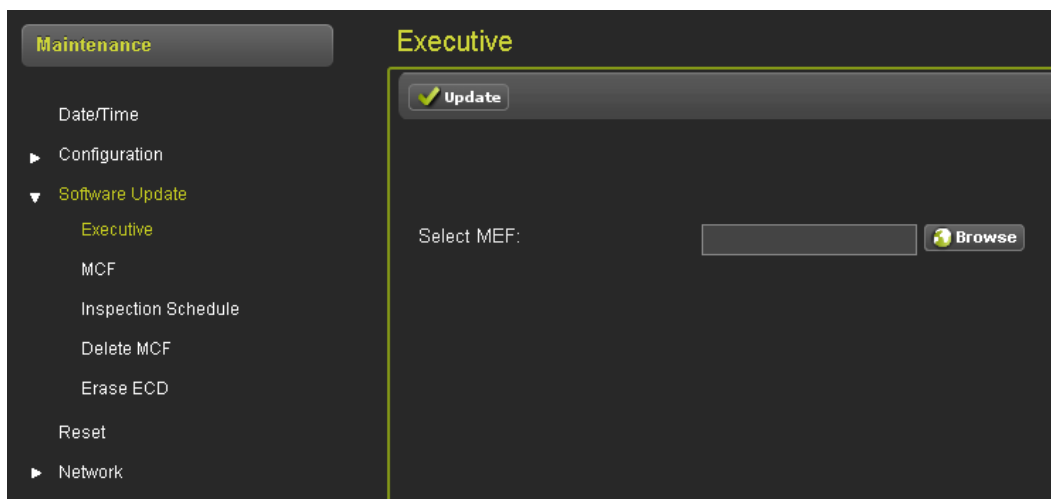 Maintenance
Date/Time
Configuration
Software Update
Executive
MCF
Inspection Schedule
Delete MCF
Erase ECD
Reset
Network
Executive
Update
Select MEF:
Browse